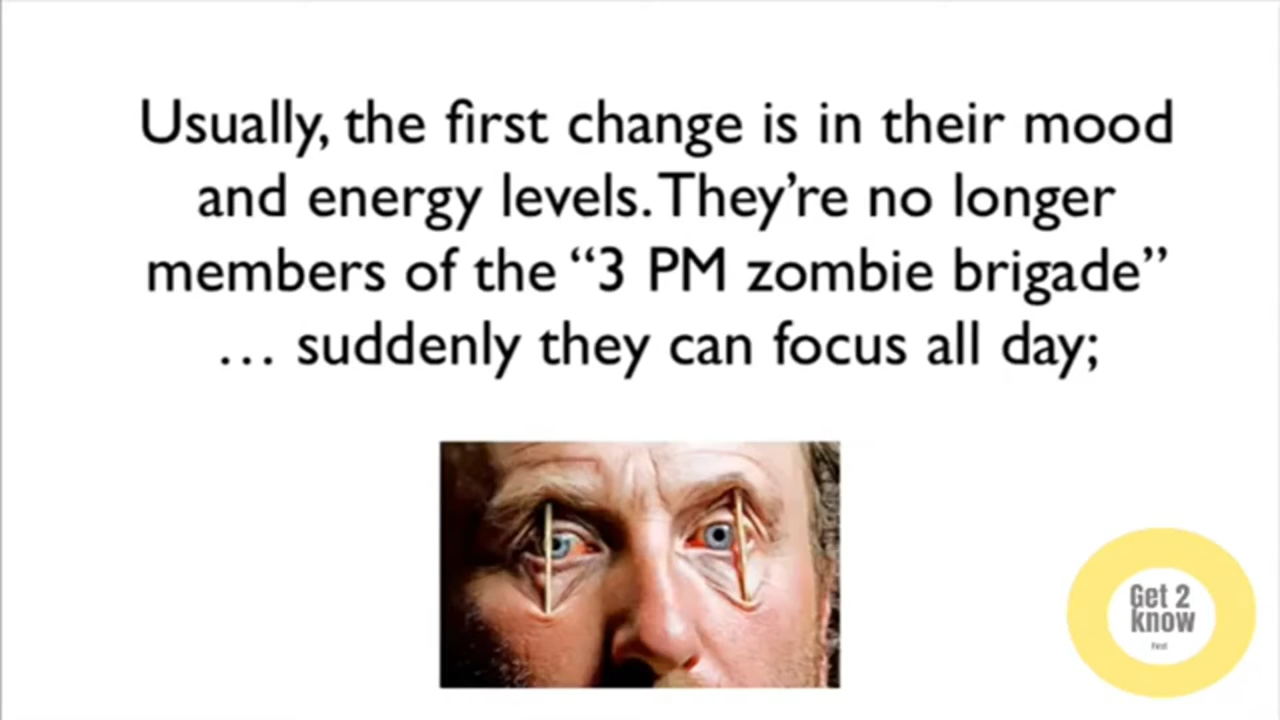 Usually, the first change is in their mood
and energy levels. They’re no longer
members of the “3 PM zombie brigade”
… suddenly they can focus all day;
Get 2
know